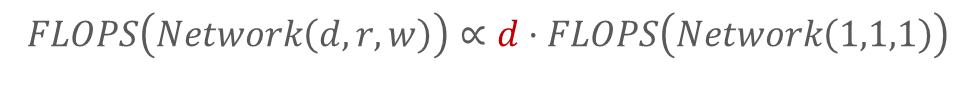 FLOPS(Network(d, r, w)) ∝ d · FLOPS(Network(1,1,1))